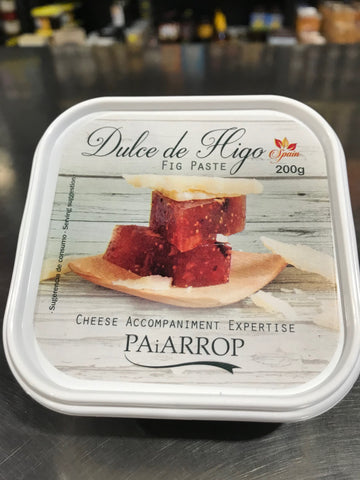 Dulce de Higo
Spain
FIG PASTE
200g
Sugerencia de consumo · Serving suggestion
CHEESE ACCOMPANIMENT EXPERTISE
PAiARROP